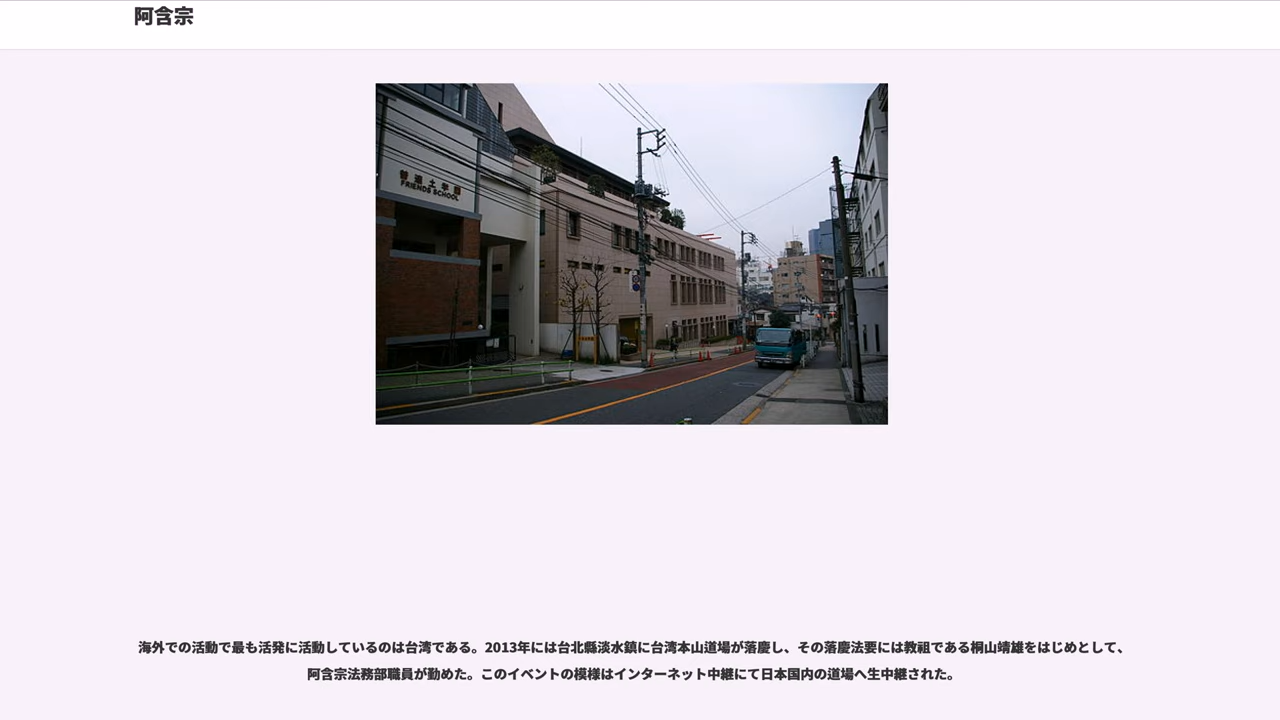 阿含宗
普連土学園
FRIENDS SCHOOL
海外での活動で最も活発に活動しているのは台湾である。2013年には台北縣淡水鎮に台湾本山道場が落慶し、その落慶法要には教祖である桐山靖雄をはじめとして、
阿含宗法務部職員が勤めた。このイベントの模様はインターネット中継にて日本国内の道場へ生中継された。